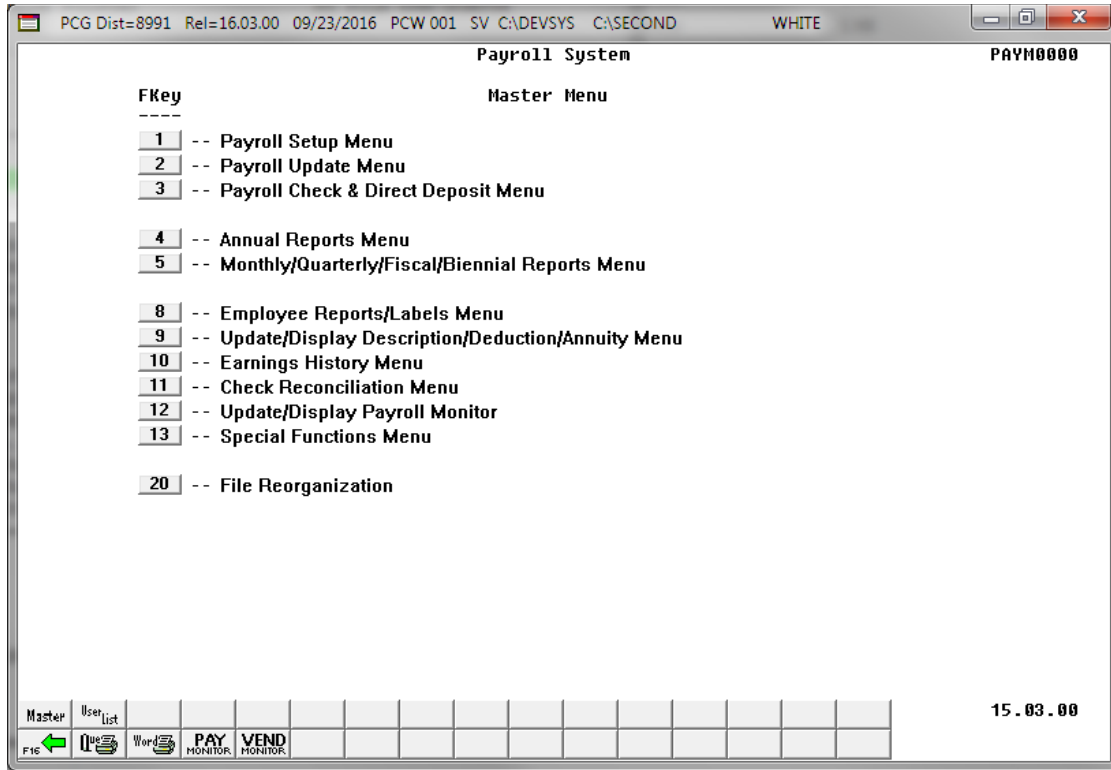 PCG Dist=8991 Rel=16.03.00 09/23/2016 PCW 001 SV C:\DEVSYS C:\SECOND WHITE
Payroll System PAYM0000
FKey Master Menu
----
1 -- Payroll Setup Menu
2 -- Payroll Update Menu
3 -- Payroll Check & Direct Deposit Menu
4 -- Annual Reports Menu
5 -- Monthly/Quarterly/Fiscal/Biennial Reports Menu
8 -- Employee Reports/Labels Menu
9 -- Update/Display Description/Deduction/Annuity Menu
10 -- Earnings History Menu
11 -- Check Reconciliation Menu
12 -- Update/Display Payroll Monitor
13 -- Special Functions Menu
20 -- File Reorganization
Master User List 15.03.00
F16 Que Word PAY MONITOR VEND MONITOR